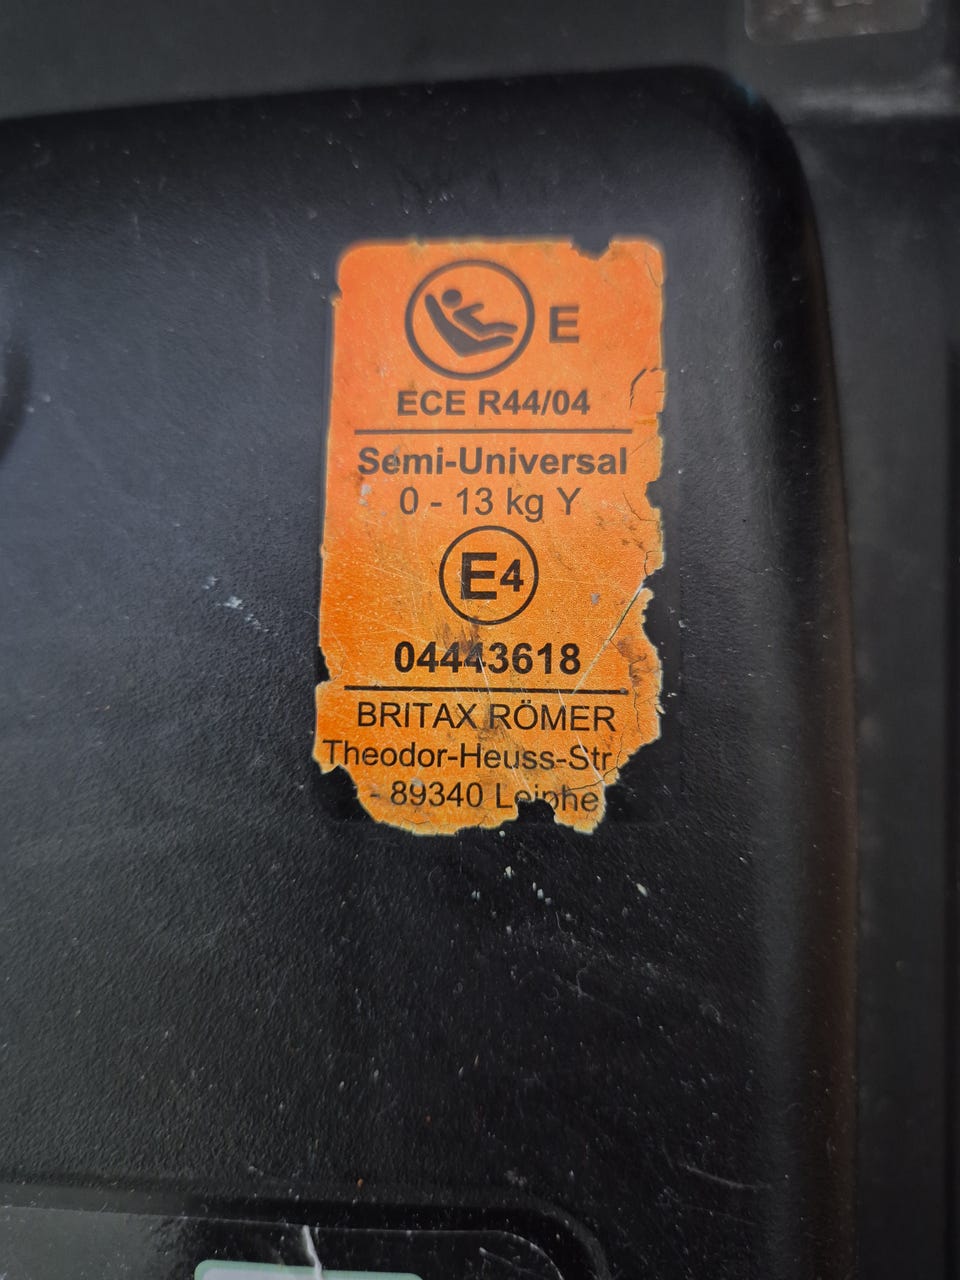 E
ECE R44/04
Semi-Universal
0 - 13 kg Y
E4
04443618
BRITAX RÖMER
Theodor-Heuss-Str
- 89340 Leiphe